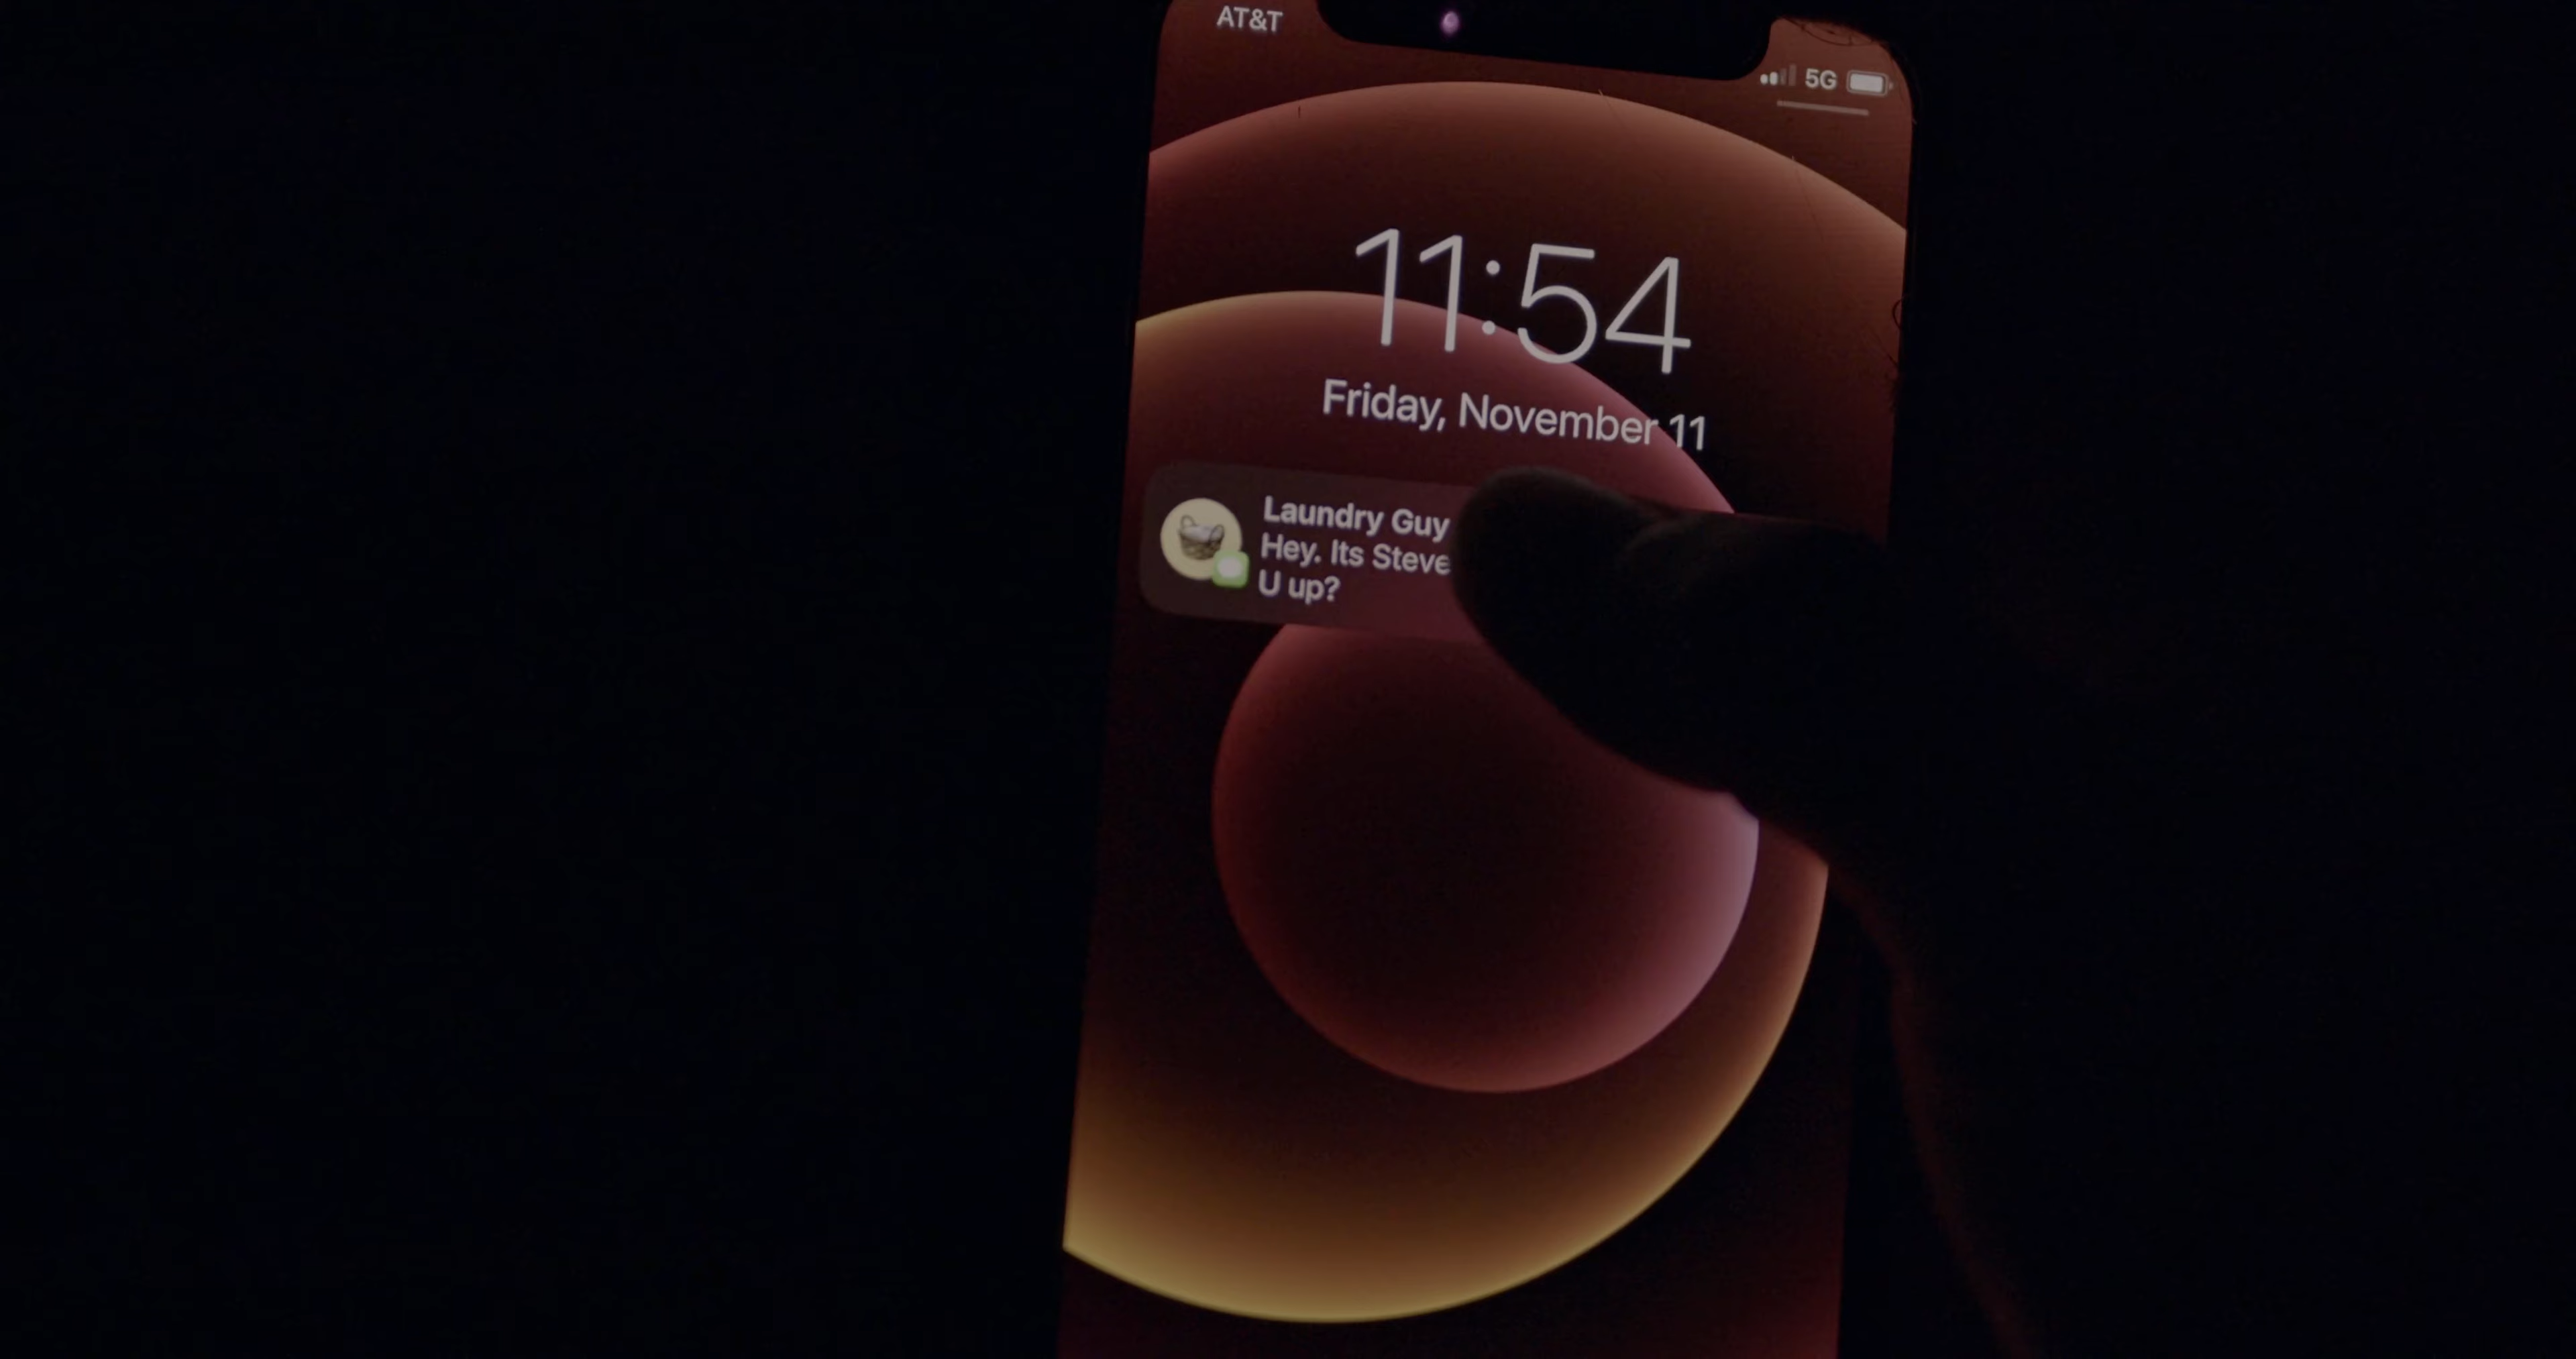 AT&T
5G
11:54
Friday, November 11
Laundry Guy
Hey. Its Steve
U up?